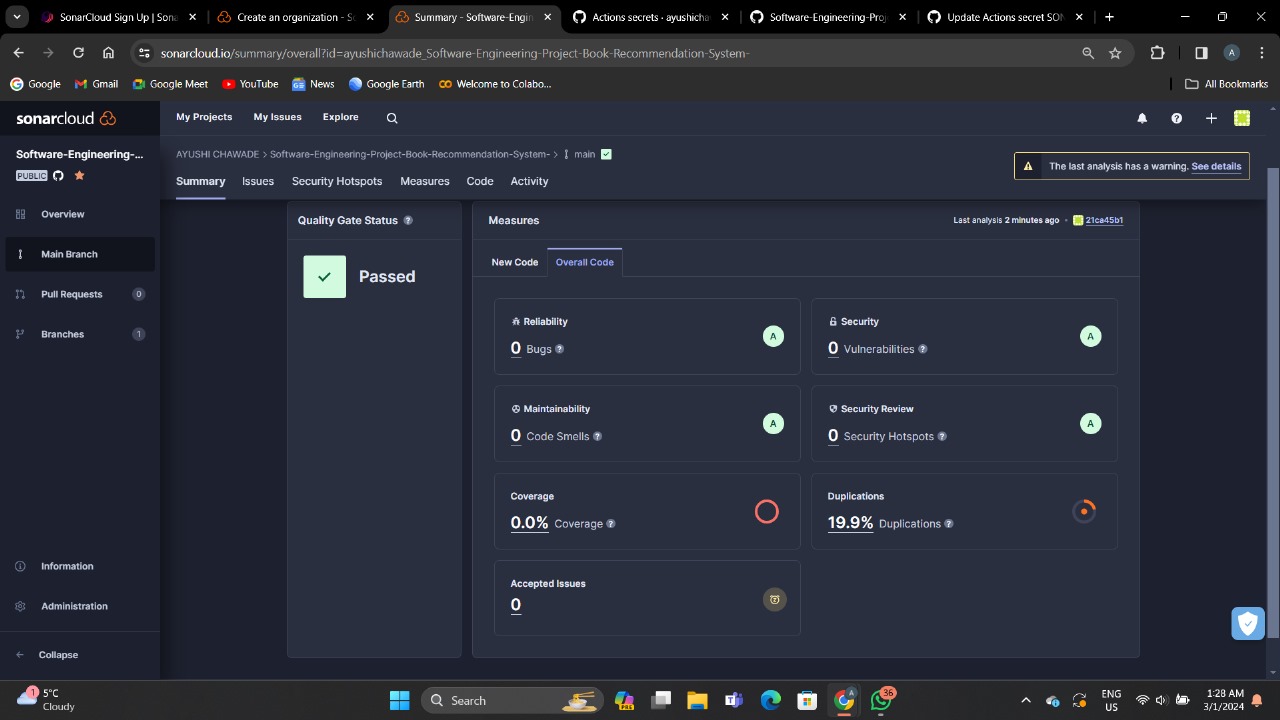 SonarCloud Sign Up | Sona
Create an organization - S
Summary - Software-Engin
Actions secrets · ayushicha
Software-Engineering-Proj
Update Actions secret SON
sonarcloud.io/summary/overall?id=ayushichawade_Software-Engineering-Project-Book-Recommendation-System-
A
Google
Gmail
Google Meet
YouTube
News
Google Earth
Welcome to Colabo...
All Bookmarks
sonarcloud
My Projects
My Issues
Explore
Software-Engineering-...
PUBLIC
AYUSHI CHAWADE > Software-Engineering-Project-Book-Recommendation-System- > main
The last analysis has a warning. See details
Summary
Issues
Security Hotspots
Measures
Code
Activity
Overview
Main Branch
Pull Requests 0
Branches 1
Information
Administration
Collapse
Quality Gate Status
Passed
Measures
Last analysis 2 minutes ago · 21ca45b1
New Code
Overall Code
Reliability
0 Bugs
A
Security
0 Vulnerabilities
A
Maintainability
0 Code Smells
A
Security Review
0 Security Hotspots
A
Coverage
0.0% Coverage
Duplications
19.9% Duplications
Accepted Issues
0
1
5°C
Cloudy
Search
PRE
A
36
ENG
US
1:28 AM
3/1/2024